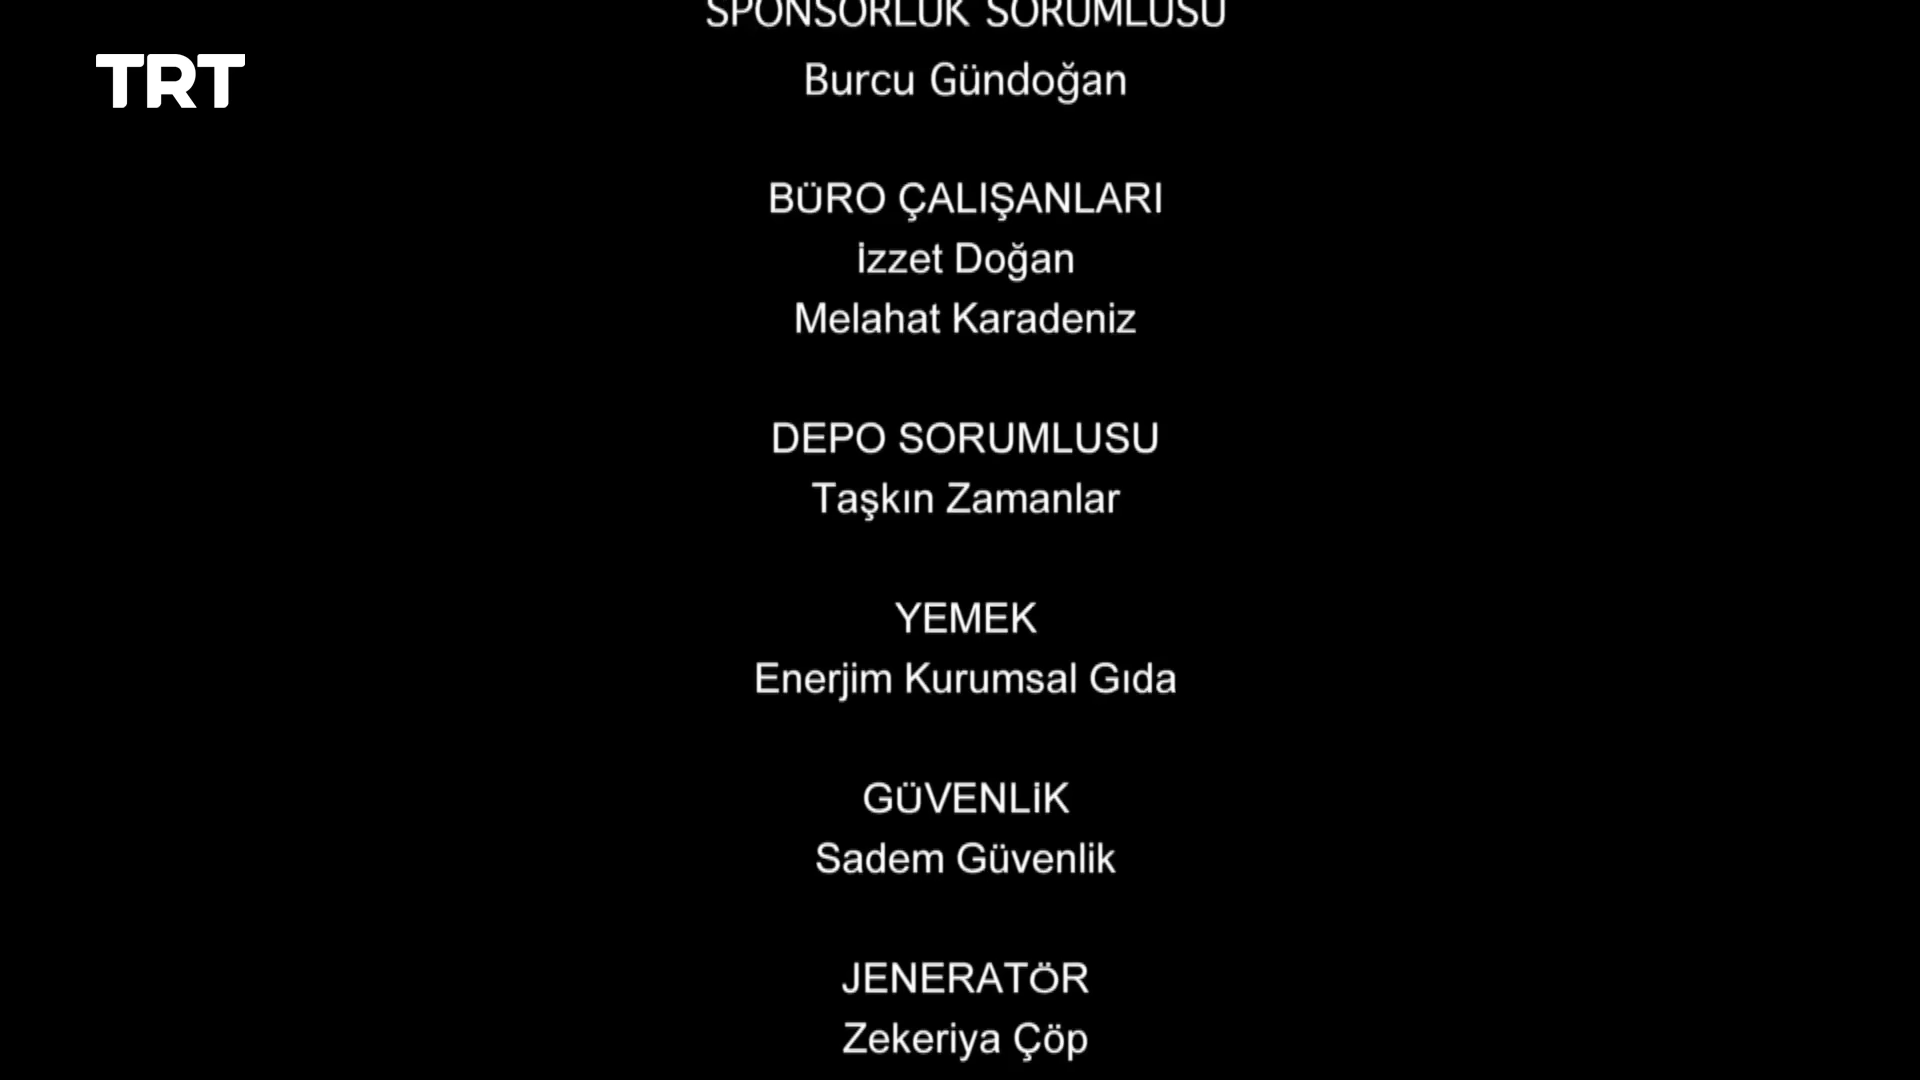 SPONSORLUK SORUMLUSU
TRT
Burcu Gündoğan
BÜRO ÇALIŞANLARI
İzzet Doğan
Melahat Karadeniz
DEPO SORUMLUSU
Taşkın Zamanlar
YEMEK
Enerjim Kurumsal Gıda
GÜVENLİK
Sadem Güvenlik
JENERATÖR
Zekeriya Çöp